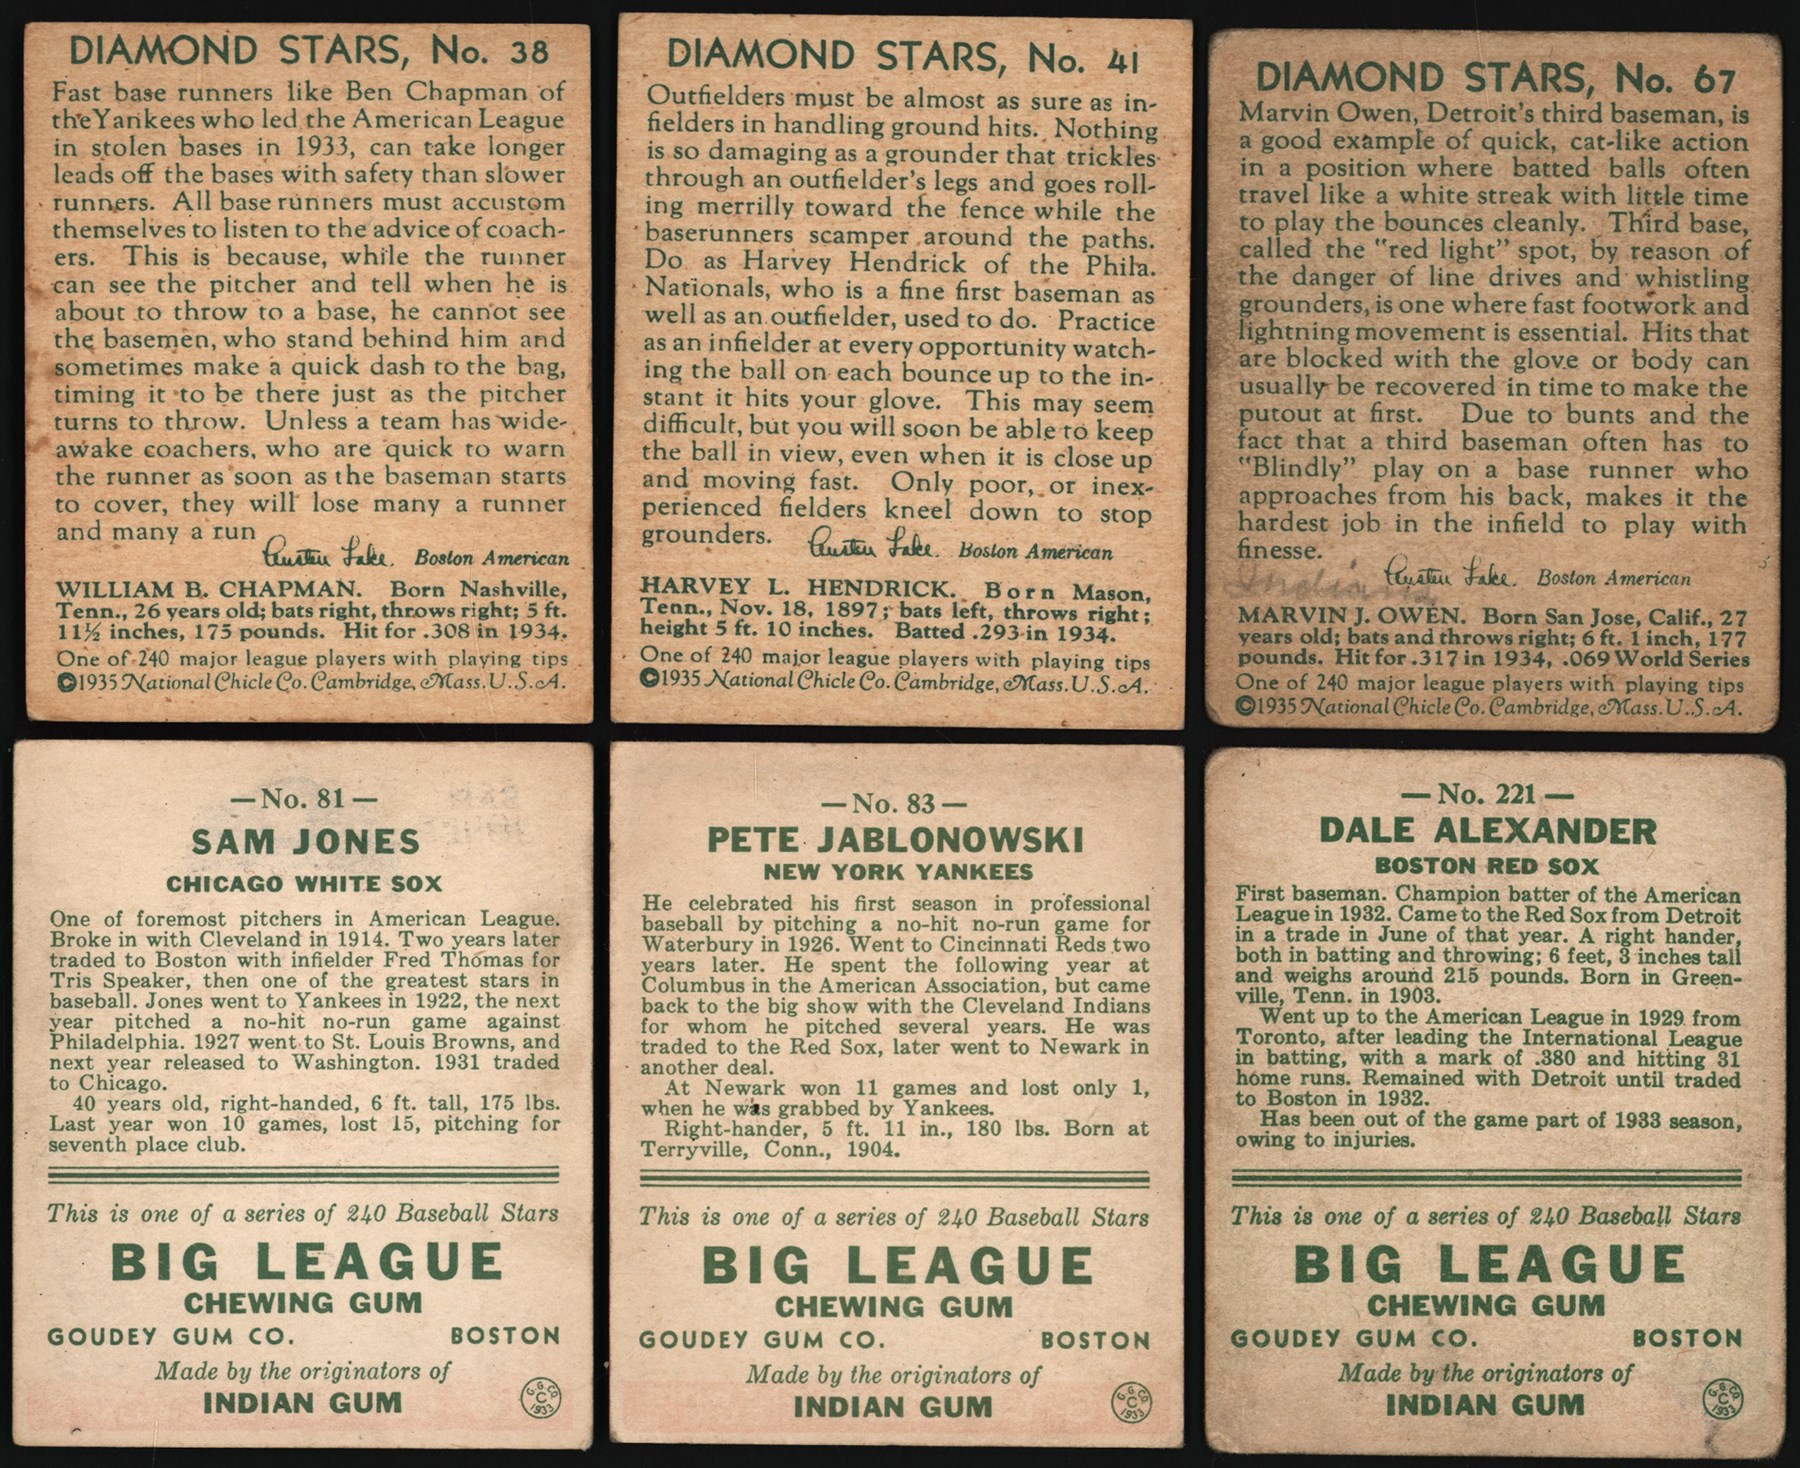 DIAMOND STARS, No. 38
Fast base runners like Ben Chapman of
the Yankees who led the American League
in stolen bases in 1933, can take longer
leads off the bases with safety than slower
runners. All base runners must accustom
themselves to listen to the advice of coach-
ers. This is because, while the runner
can see the pitcher and tell when he is
about to throw to a base, he cannot see
the basemen, who stand behind him and
sometimes make a quick dash to the bag,
timing it to be there just as the pitcher
turns to throw. Unless a team has wide-
awake coachers, who are quick to warn
the runner as soon as the baseman starts
to cover, they will lose many a runner
and many a run
Austen Lake. Boston American
WILLIAM B. CHAPMAN. Born Nashville,
Tenn., 26 years old; bats right, throws right; 5 ft.
11½ inches, 175 pounds. Hit for .308 in 1934.
One of 240 major league players with playing tips
©1935 National Chicle Co. Cambridge, Mass. U.S.A.
DIAMOND STARS, No. 41
Outfielders must be almost as sure as in-
fielders in handling ground hits. Nothing
is so damaging as a grounder that trickles
through an outfielder's legs and goes roll-
ing merrilly toward the fence while the
baserunners scamper around the paths.
Do as Harvey Hendrick of the Phila.
Nationals, who is a fine first baseman as
well as an outfielder, used to do. Practice
as an infielder at every opportunity watch-
ing the ball on each bounce up to the in-
stant it hits your glove. This may seem
difficult, but you will soon be able to keep
the ball in view, even when it is close up
and moving fast. Only poor, or inex-
perienced fielders kneel down to stop
grounders.
Austen Lake. Boston American
HARVEY L. HENDRICK. Born Mason,
Tenn., Nov. 18, 1897; bats left, throws right;
height 5 ft. 10 inches. Batted .293 in 1934.
One of 240 major league players with playing tips
©1935 National Chicle Co. Cambridge, Mass. U.S.A.
DIAMOND STARS, No. 67
Marvin Owen, Detroit's third baseman, is
a good example of quick, cat-like action
in a position where batted balls often
travel like a white streak with little time
to play the bounces cleanly. Third base,
called the "red light" spot, by reason of
the danger of line drives and whistling
grounders, is one where fast footwork and
lightning movement is essential. Hits that
are blocked with the glove or body can
usually be recovered in time to make the
putout at first. Due to bunts and the
fact that a third baseman often has to
"Blindly" play on a base runner who
approaches from his back, makes it the
hardest job in the infield to play with
finesse.
Austen Lake. Boston American
MARVIN J. OWEN. Born San Jose, Calif., 27
years old; bats and throws right; 6 ft. 1 inch, 177
pounds. Hit for .317 in 1934, .069 World Series
One of 240 major league players with playing tips
©1935 National Chicle Co. Cambridge, Mass. U.S.A.
— No. 81 —
SAM JONES
CHICAGO WHITE SOX
One of foremost pitchers in American League.
Broke in with Cleveland in 1914. Two years later
traded to Boston with infielder Fred Thomas for
Tris Speaker, then one of the greatest stars in
baseball. Jones went to Yankees in 1922, the next
year pitched a no-hit no-run game against
Philadelphia. 1927 went to St. Louis Browns, and
next year released to Washington. 1931 traded
to Chicago.
40 years old, right-handed, 6 ft. tall, 175 lbs.
Last year won 10 games, lost 15, pitching for
seventh place club.
This is one of a series of 240 Baseball Stars
BIG LEAGUE
CHEWING GUM
GOUDEY GUM CO. BOSTON
Made by the originators of
INDIAN GUM
G.G.CO. C 1933
— No. 83 —
PETE JABLONOWSKI
NEW YORK YANKEES
He celebrated his first season in professional
baseball by pitching a no-hit no-run game for
Waterbury in 1926. Went to Cincinnati Reds two
years later. He spent the following year at
Columbus in the American Association, but came
back to the big show with the Cleveland Indians
for whom he pitched several years. He was
traded to the Red Sox, later went to Newark in
another deal.
At Newark won 11 games and lost only 1,
when he was grabbed by Yankees.
Right-hander, 5 ft. 11 in., 180 lbs. Born at
Terryville, Conn., 1904.
This is one of a series of 240 Baseball Stars
BIG LEAGUE
CHEWING GUM
GOUDEY GUM CO. BOSTON
Made by the originators of
INDIAN GUM
G.G.CO. C 1933
— No. 221 —
DALE ALEXANDER
BOSTON RED SOX
First baseman. Champion batter of the American
League in 1932. Came to the Red Sox from Detroit
in a trade in June of that year. A right hander,
both in batting and throwing; 6 feet, 3 inches tall
and weighs around 215 pounds. Born in Green-
ville, Tenn. in 1903.
Went up to the American League in 1929 from
Toronto, after leading the International League
in batting, with a mark of .380 and hitting 31
home runs. Remained with Detroit until traded
to Boston in 1932.
Has been out of the game part of 1933 season,
owing to injuries.
This is one of a series of 240 Baseball Stars
BIG LEAGUE
CHEWING GUM
GOUDEY GUM CO. BOSTON
Made by the originators of
INDIAN GUM
G.G.CO. C 1933